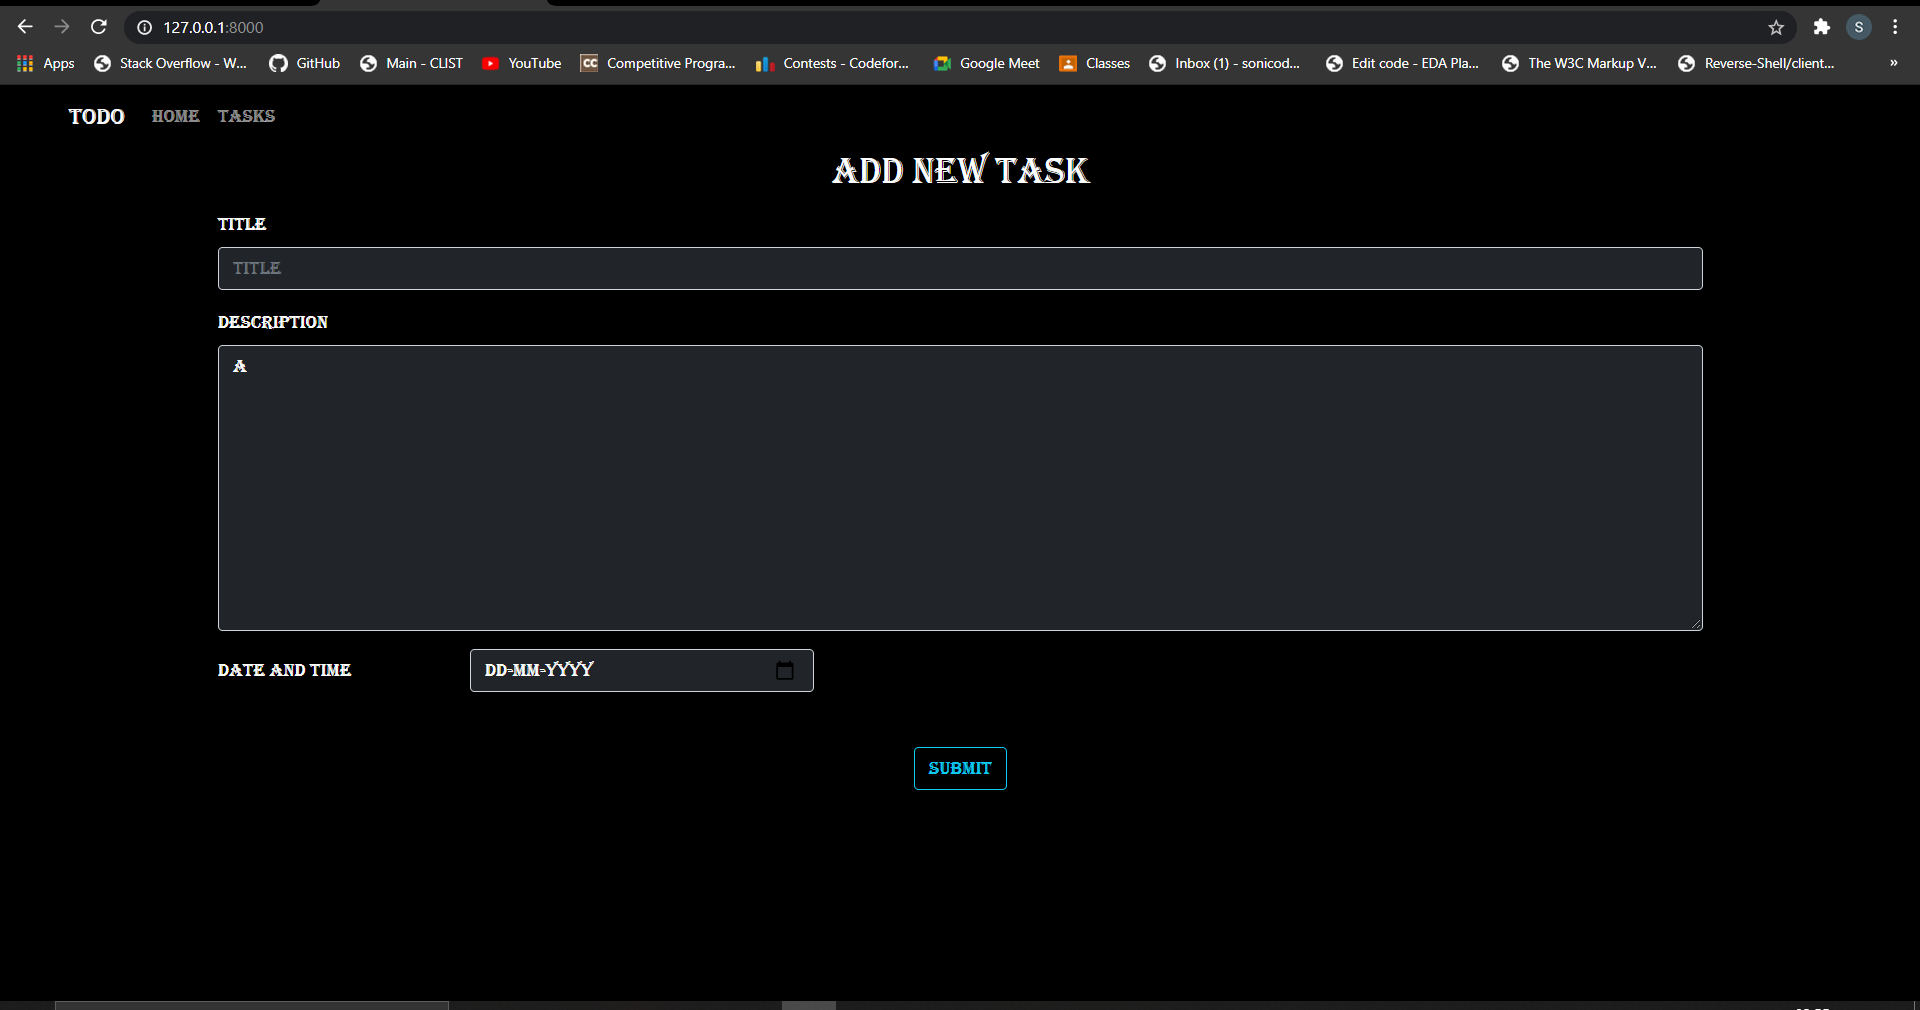 127.0.0.1:8000
S
Apps Stack Overflow - W... GitHub Main - CLIST YouTube CC Competitive Progra... Contests - Codefor... Google Meet Classes Inbox (1) - sonicod... Edit code - EDA Pla... The W3C Markup V... Reverse-Shell/client... »
TODO HOME TASKS
ADD NEW TASK
TITLE
TITLE
DESCRIPTION
A
DATE AND TIME DD-MM-YYYY
SUBMIT